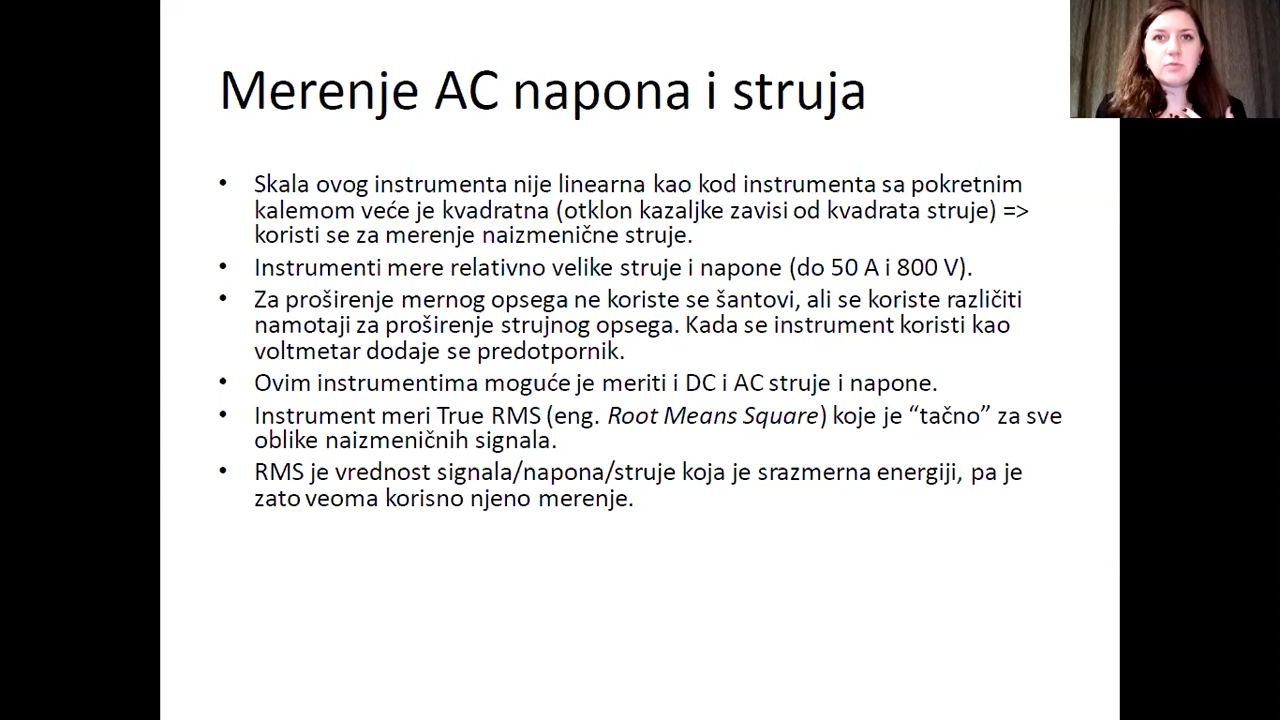 Merenje AC napona i struja
• Skala ovog instrumenta nije linearna kao kod instrumenta sa pokretnim
kalemom veće je kvadratna (otklon kazaljke zavisi od kvadrata struje) =>
koristi se za merenje naizmenične struje.
• Instrumenti mere relativno velike struje i napone (do 50 A i 800 V).
• Za proširenje mernog opsega ne koriste se šantovi, ali se koriste različiti
namotaji za proširenje strujnog opsega. Kada se instrument koristi kao
voltmetar dodaje se predotpornik.
• Ovim instrumentima moguće je meriti i DC i AC struje i napone.
• Instrument meri True RMS (eng. Root Means Square) koje je “tačno” za sve
oblike naizmeničnih signala.
• RMS je vrednost signala/napona/struje koja je srazmerna energiji, pa je
zato veoma korisno njeno merenje.